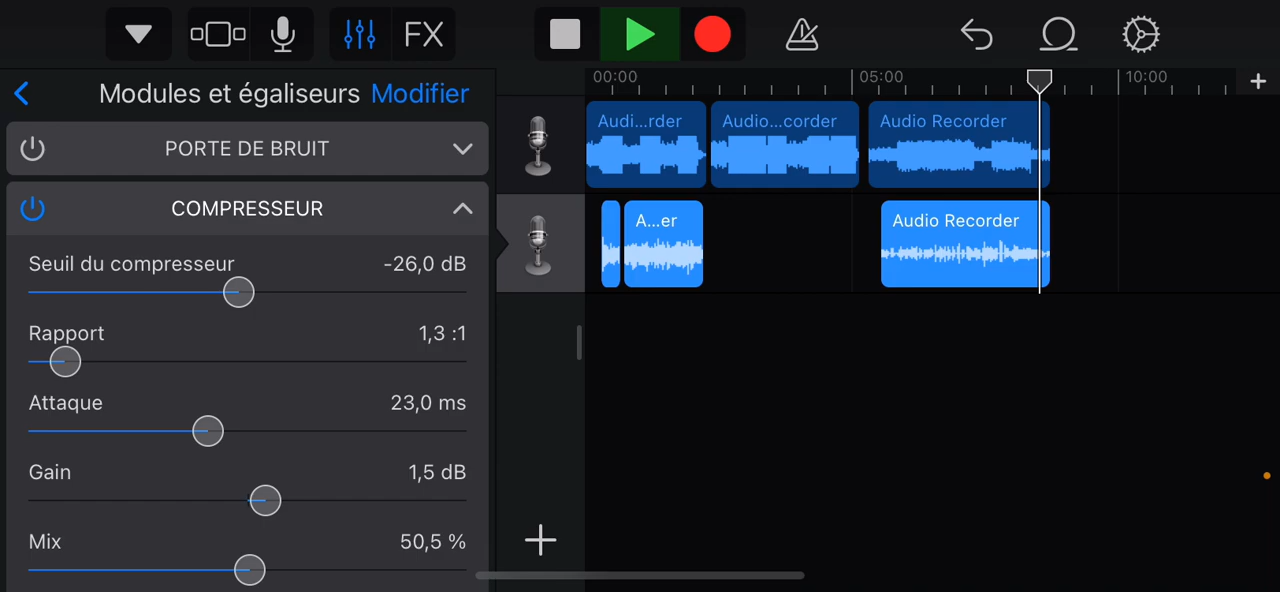 FX
Modules et égaliseurs Modifier
00:00 05:00 10:00
PORTE DE BRUIT
Audi...rder Audio...corder Audio Recorder
COMPRESSEUR
A...er Audio Recorder
Seuil du compresseur -26,0 dB
Rapport 1,3 :1
Attaque 23,0 ms
Gain 1,5 dB
Mix 50,5 %